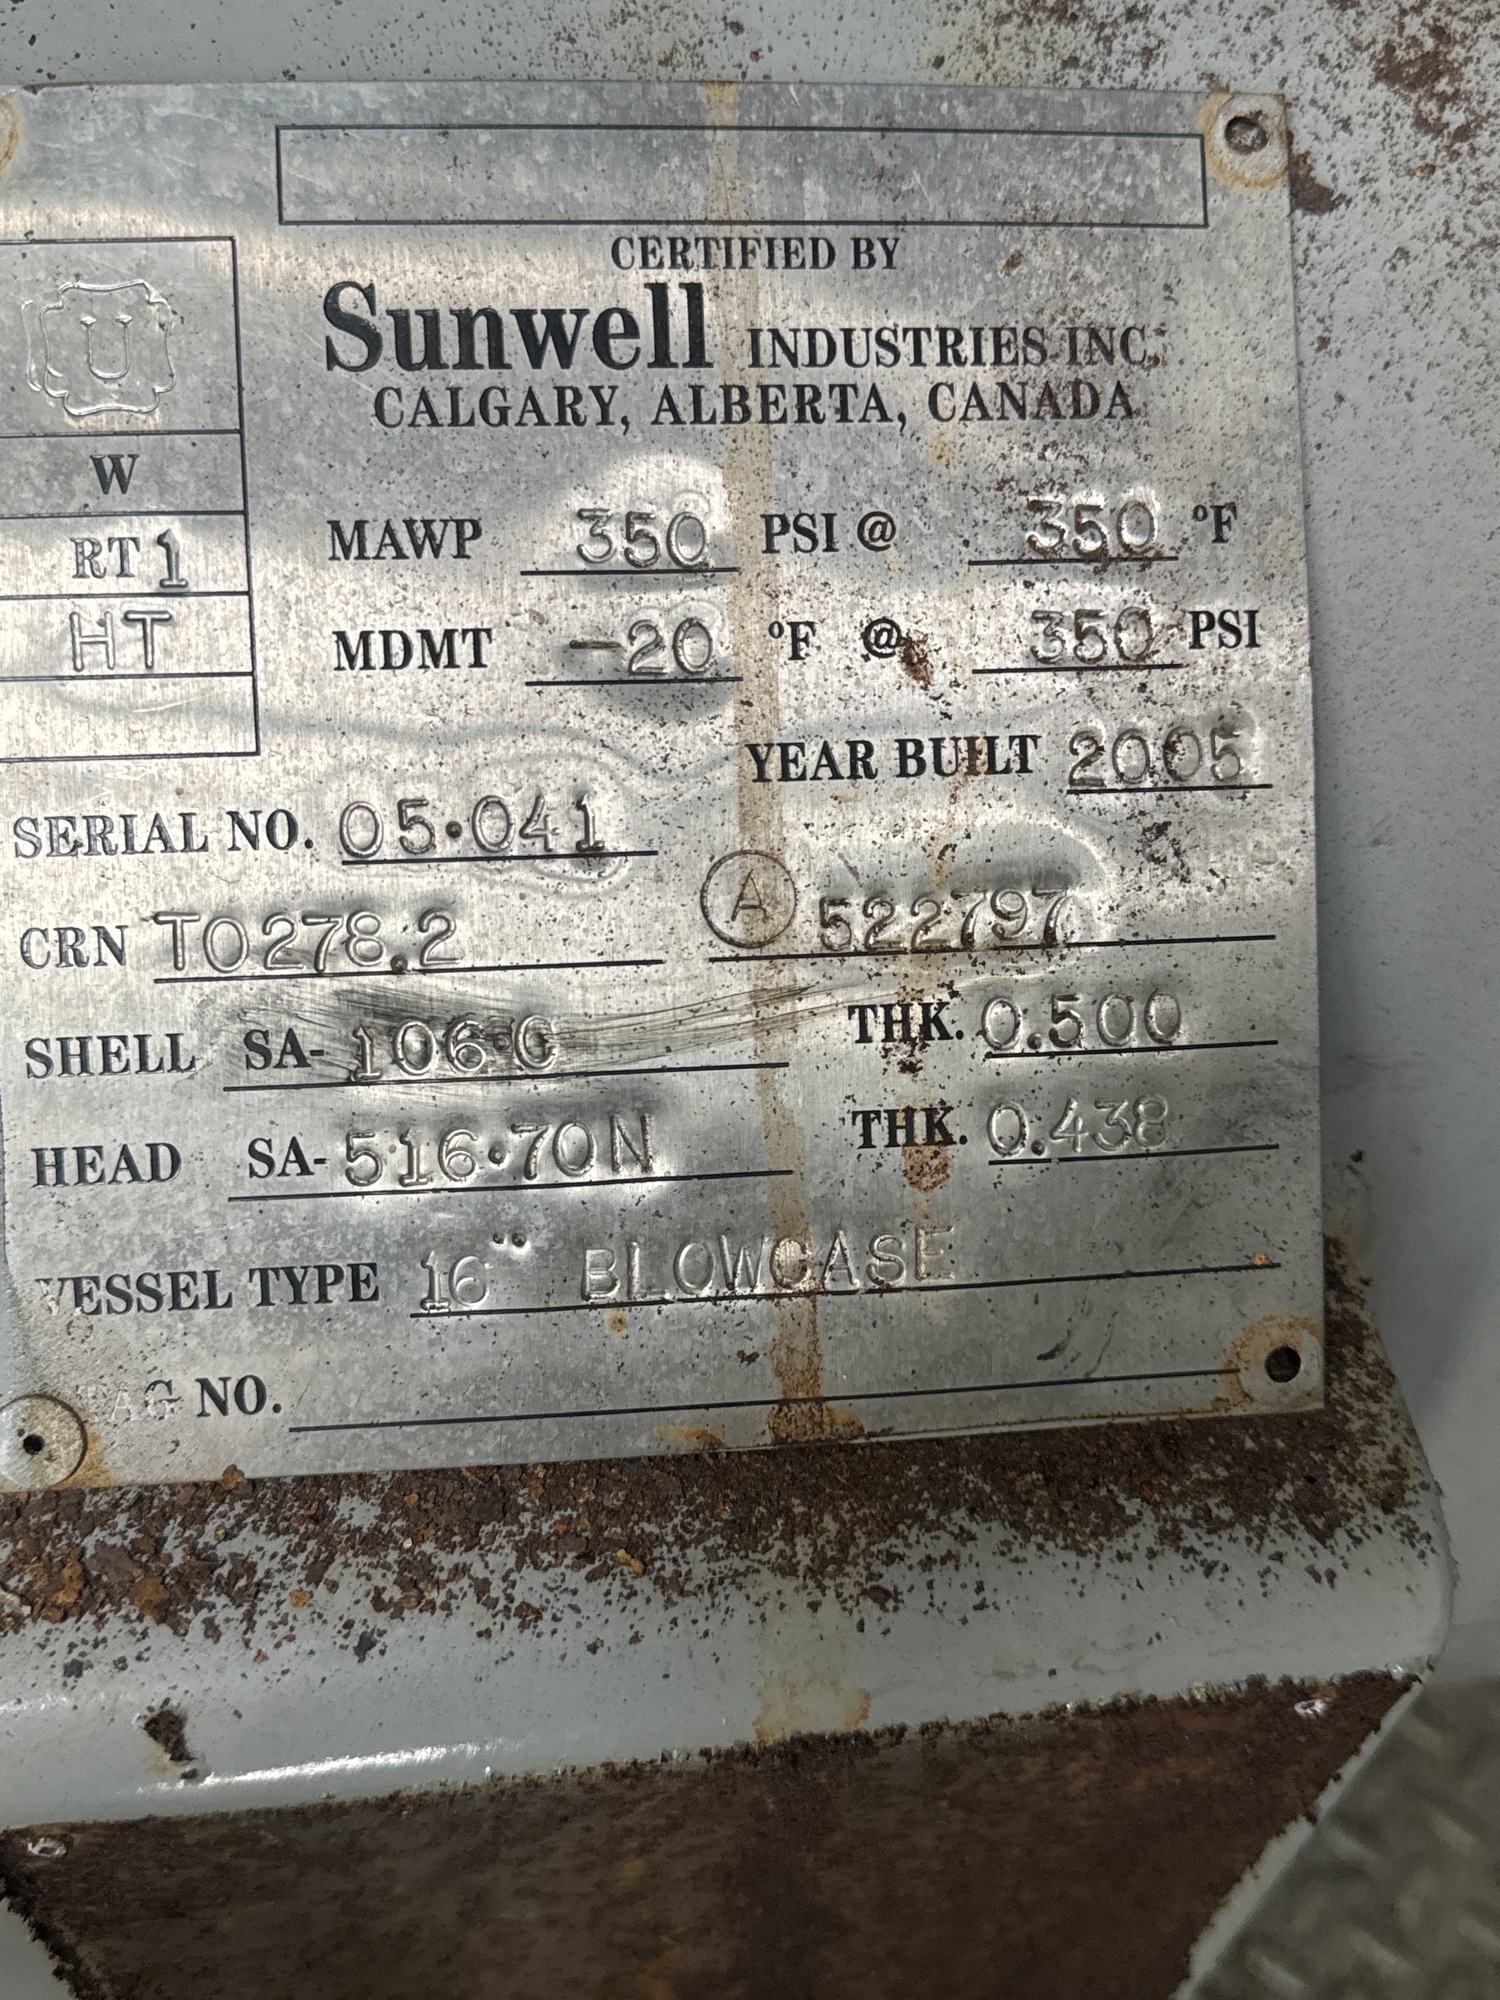 CERTIFIED BY
Sunwell INDUSTRIES INC.
CALGARY, ALBERTA, CANADA
U
W
RT 1
HT
MAWP 350 PSI @ 350 °F
MDMT -20 °F @ 350 PSI
YEAR BUILT 2005
SERIAL NO. 05·041
CRN T0278.2 A 522797
SHELL SA- 106·C THK. 0.500
HEAD SA- 516·70N THK. 0.438
VESSEL TYPE 16" BLOWCASE
TAG NO.